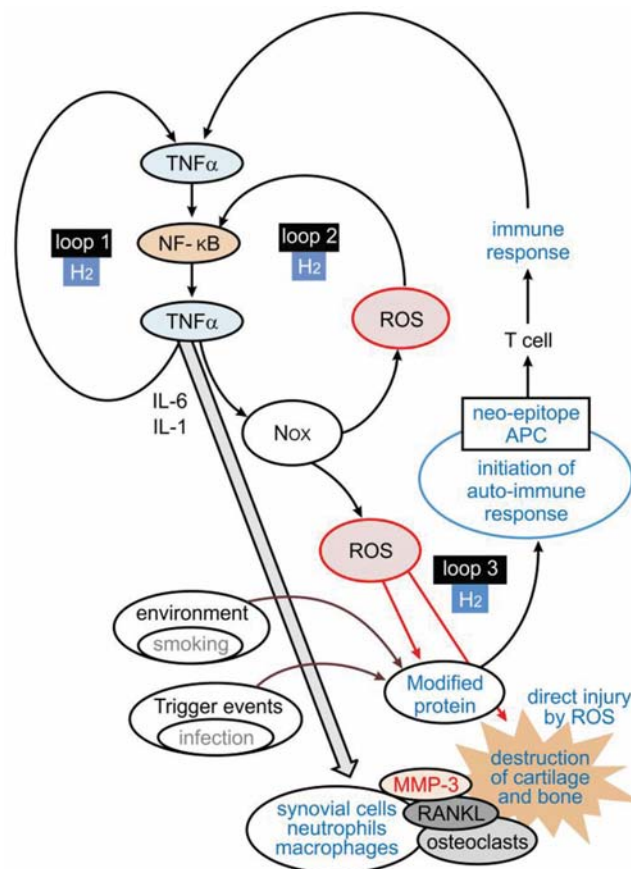 TNFα
loop 1
H2
NF-κB
loop 2
H2
immune
response
TNFα
ROS
T cell
IL-6
IL-1
Nox
neo-epitope
APC
initiation of
auto-immune
response
ROS
loop 3
H2
environment
smoking
Modified
protein
direct injury
by ROS
Trigger events
infection
destruction
of cartilage
and bone
MMP-3
synovial cells
neutrophils
macrophages
RANKL
osteoclasts